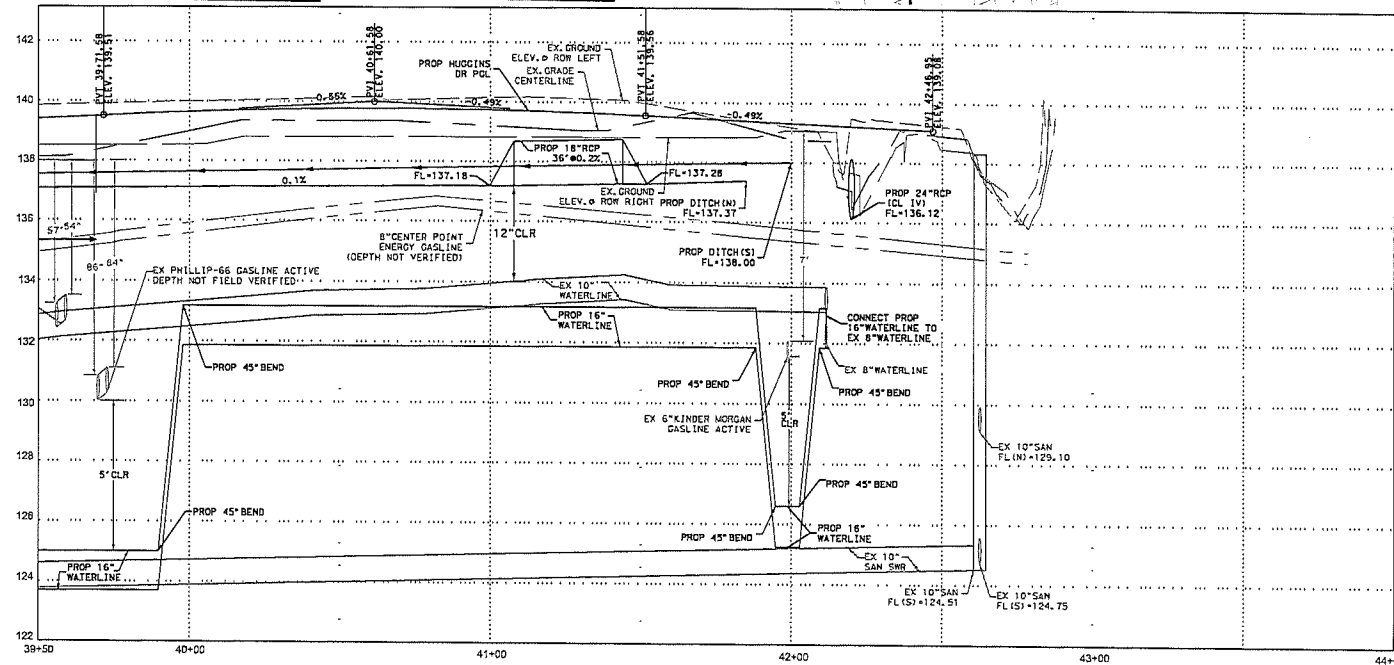 142
140
138
136
134
132
130
128
126
124
122
39+50
40+00
41+00
42+00
43+00
PVT 39+71.58
ELEV. 139.51
PVI 40+61.58
ELEV. 140.00
PVT 41+51.58
ELEV. 139.56
PVI 42+46.95
ELEV. 139.08
0.55%
-0.49%
-0.49%
PROP HUGGINS
DR PGL
EX. GROUND
ELEV. @ ROW LEFT
EX. GRADE
CENTERLINE
PROP 18"RCP
36' @0.2%
FL=137.18
FL=137.26
0.1%
EX. GROUND
ELEV. @ ROW RIGHT
PROP DITCH(N)
FL=137.37
PROP DITCH(S)
FL=138.00
PROP 24"RCP
(CL IV)
FL=136.12
57"-54"
86"-84"
8"CENTER POINT
ENERGY GASLINE
(DEPTH NOT VERIFIED)
12"CLR
7'
EX PHILLIP-66 GASLINE ACTIVE
DEPTH NOT FIELD VERIFIED
EX 10"
WATERLINE
PROP 16"
WATERLINE
CONNECT PROP
16"WATERLINE TO
EX 8"WATERLINE
EX 8"WATERLINE
PROP 45° BEND
PROP 45° BEND
PROP 45° BEND
EX 6"KINDER MORGAN
GASLINE ACTIVE
CLR
5' CLR
EX 10"SAN
FL(N)=129.10
PROP 45° BEND
PROP 45° BEND
PROP 45° BEND
PROP 16"
WATERLINE
PROP 16"
WATERLINE
EX 10"
SAN SWR
EX 10"SAN
FL(S)=124.51
EX 10"SAN
FL(S)=124.75